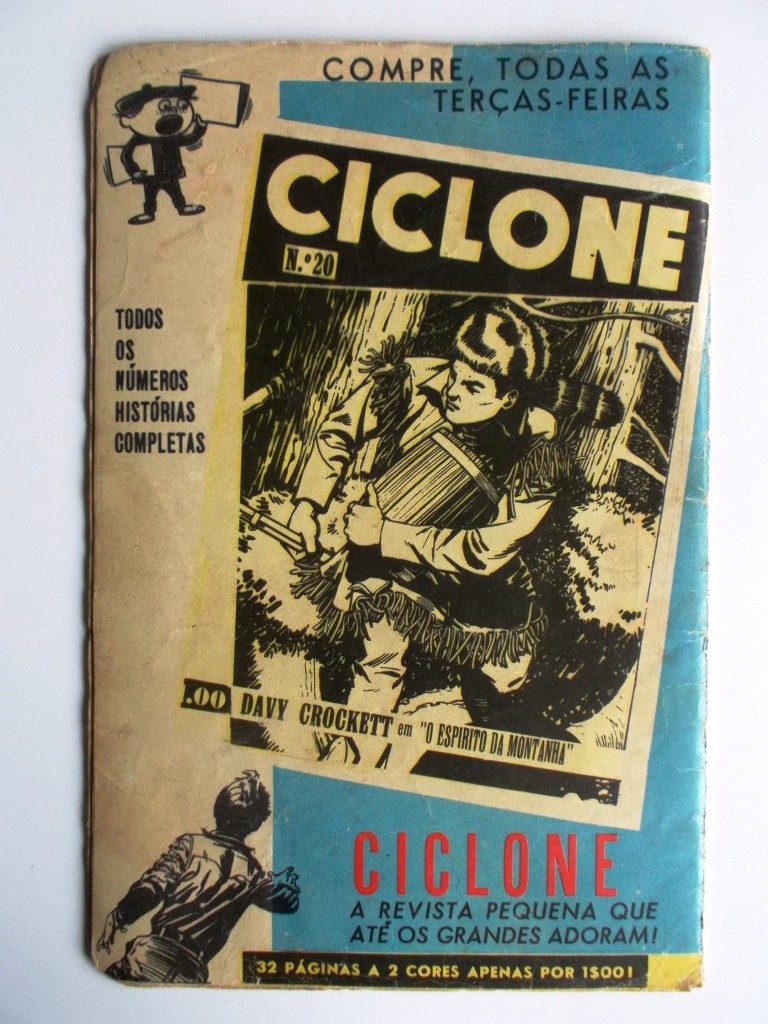 COMPRE, TODAS AS
TERÇAS-FEIRAS
CICLONE
N.º 20
TODOS
OS
NÚMEROS
HISTÓRIAS
COMPLETAS
.00 DAVY CROCKETT em "O ESPIRITO DA MONTANHA"
CICLONE
A REVISTA PEQUENA QUE
ATÉ OS GRANDES ADORAM!
32 PÁGINAS A 2 CORES APENAS POR 1$00!